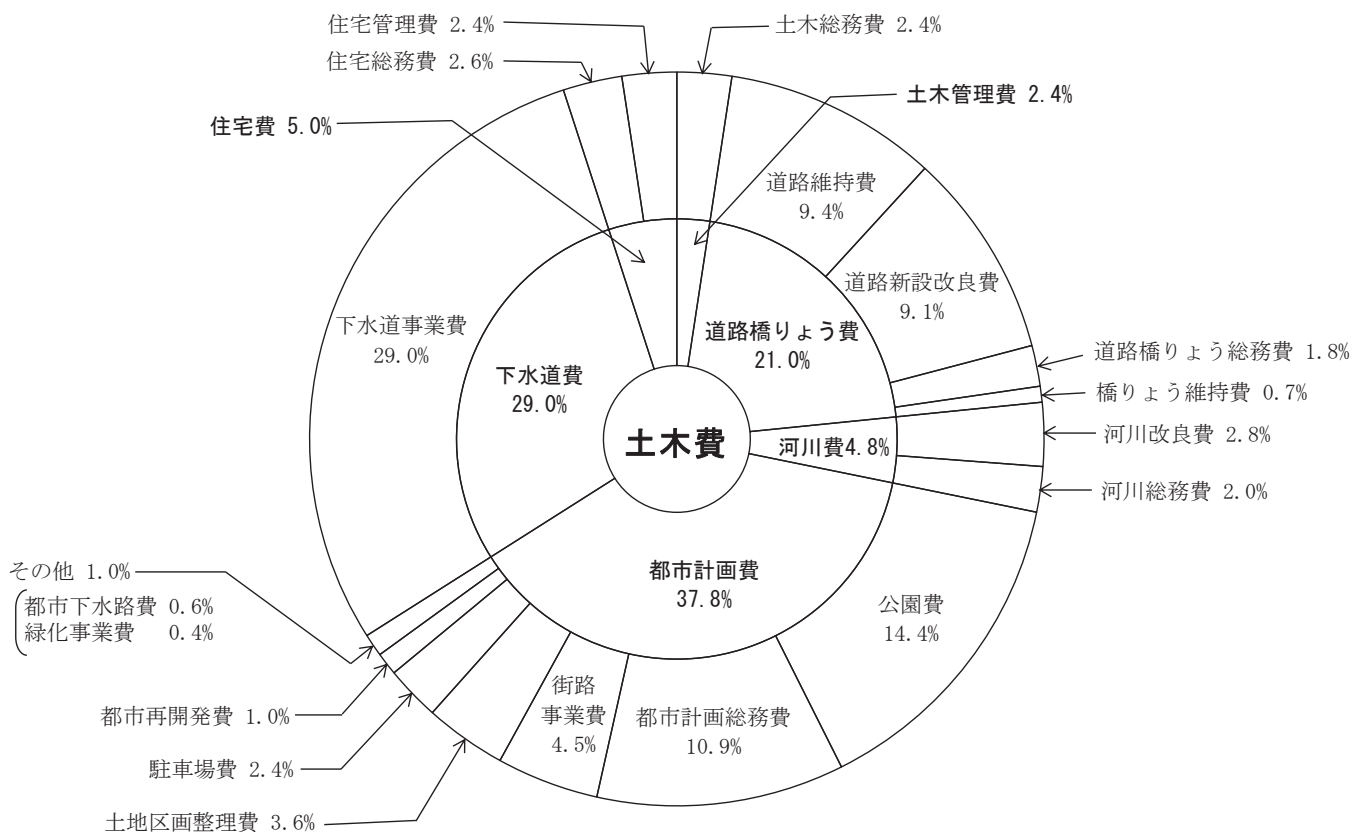 住宅管理費 2.4%
土木総務費 2.4%
住宅総務費 2.6%
土木管理費 2.4%
住宅費 5.0%
道路維持費
9.4%
道路新設改良費
9.1%
下水道事業費
29.0%
道路橋りょう費
21.0%
道路橋りょう総務費 1.8%
下水道費
29.0%
橋りょう維持費 0.7%
土木費
河川費4.8%
河川改良費 2.8%
河川総務費 2.0%
都市計画費
37.8%
その他 1.0%
都市下水路費 0.6%
緑化事業費 0.4%
公園費
14.4%
街路
事業費
4.5%
都市計画総務費
10.9%
都市再開発費 1.0%
駐車場費 2.4%
土地区画整理費 3.6%